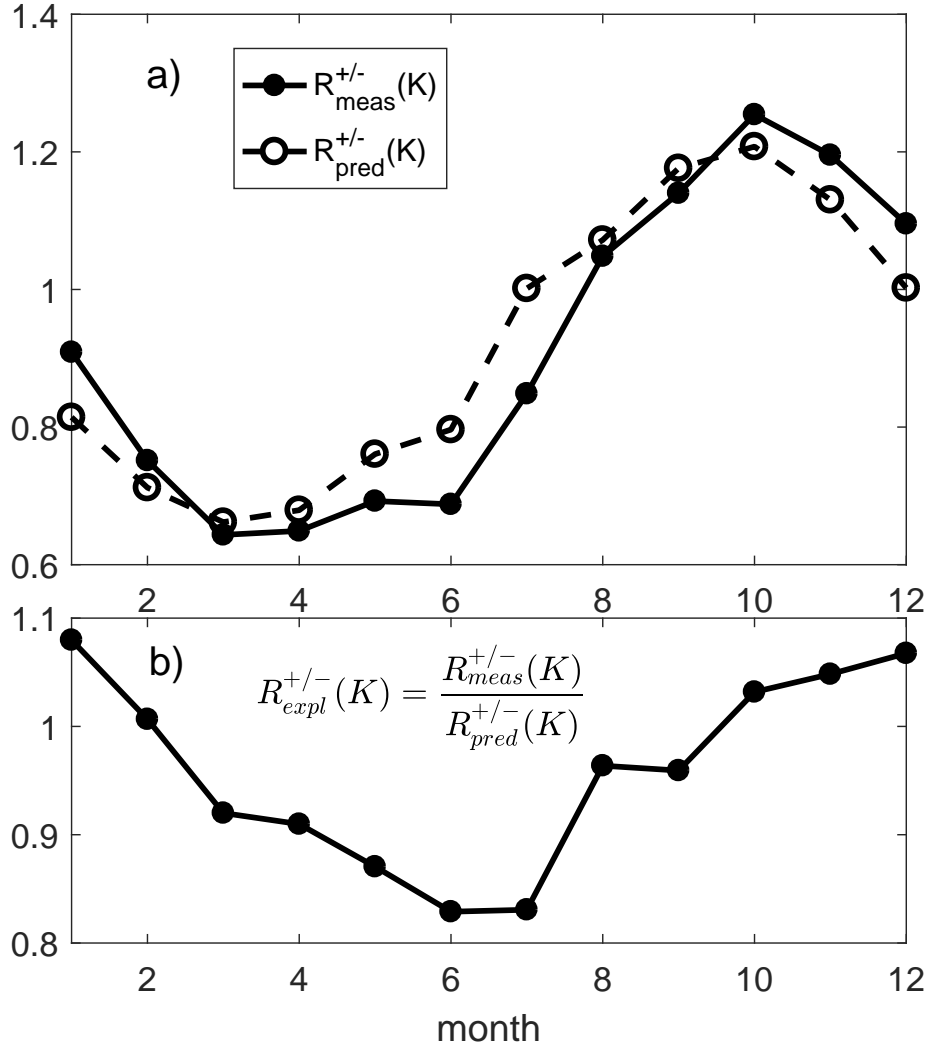 1.4
a)
R+/-meas(K)
R+/-pred(K)
1.2
1
0.8
0.6
2 4 6 8 10 12
1.1
b)
R+/-expl(K) = R+/-meas(K) / R+/-pred(K)
1
0.9
0.8
2 4 6 8 10 12
month